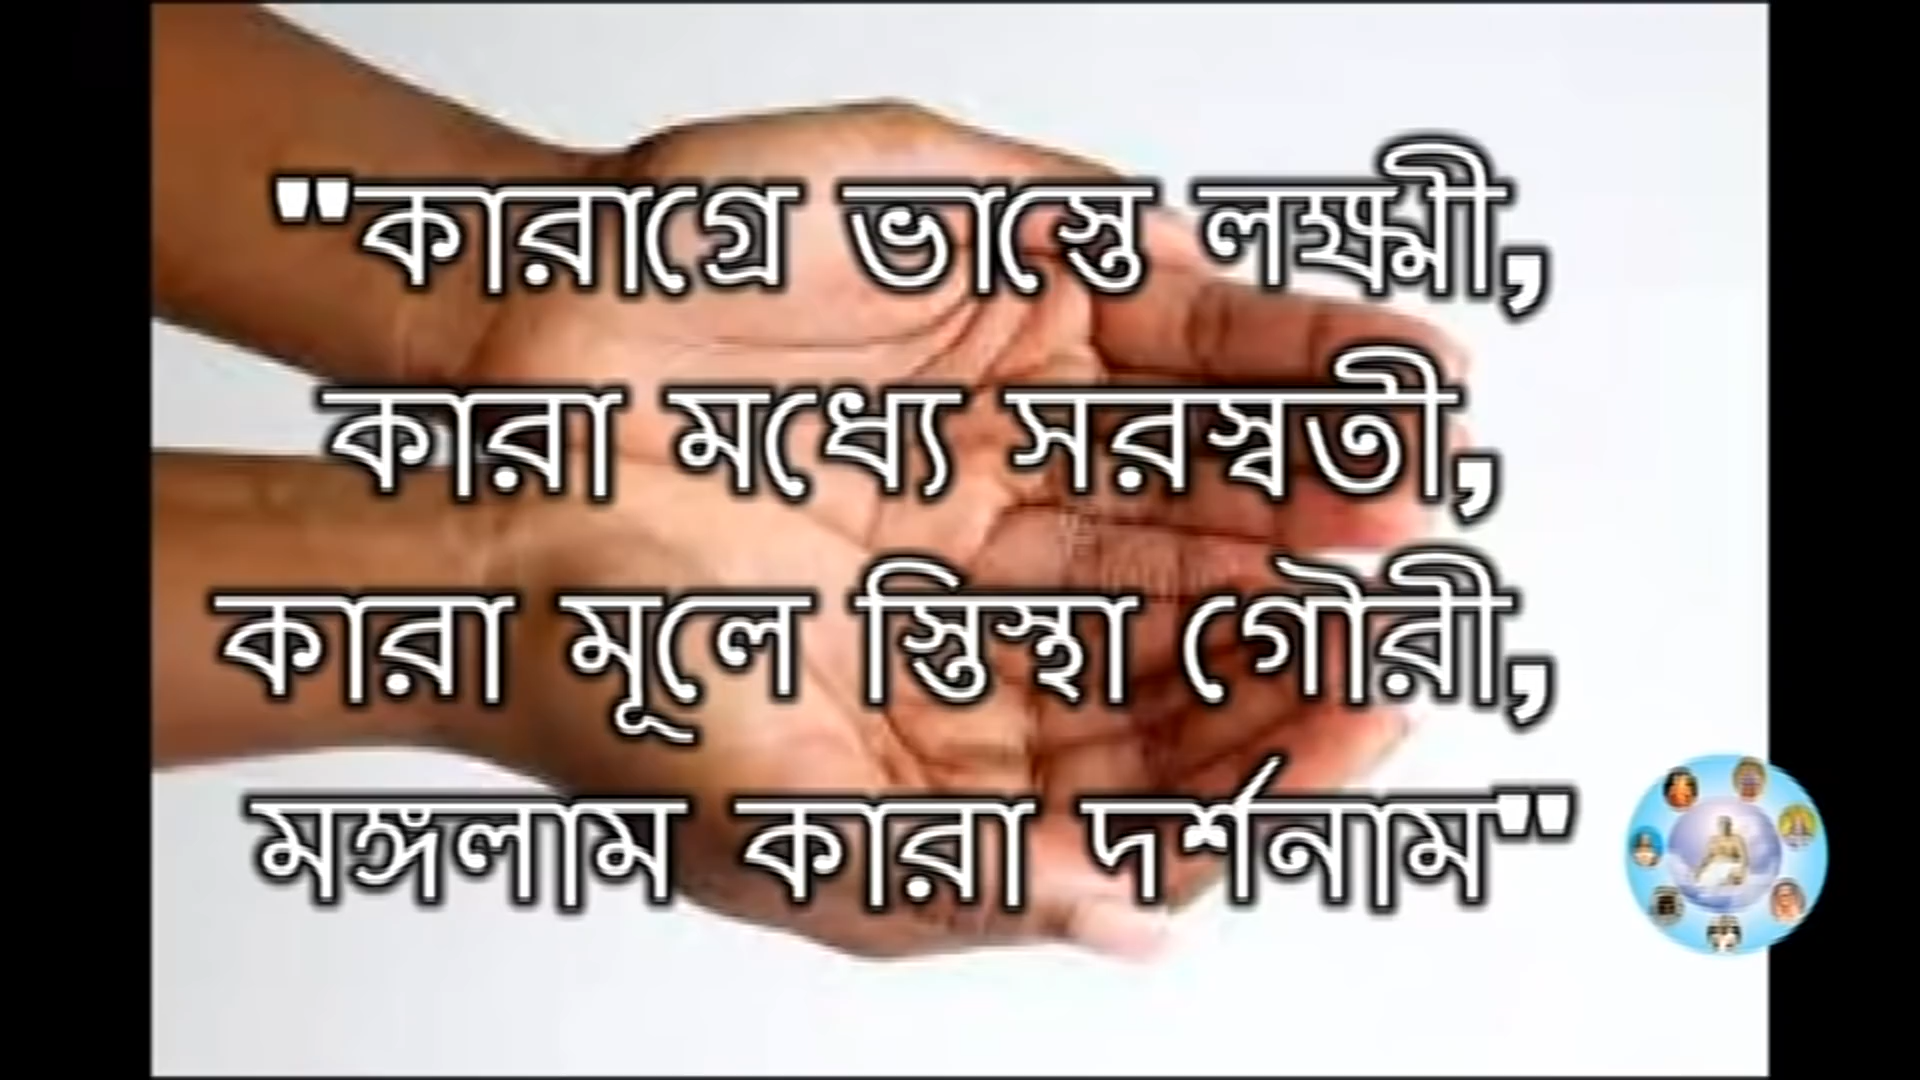 "কারাগ্রে ভাস্তে লক্ষ্মী,
কারা মধ্যে সরস্বতী,
কারা মূলে স্তিস্থা গৌরী,
মঙ্গলাম কারা দর্শনাম"